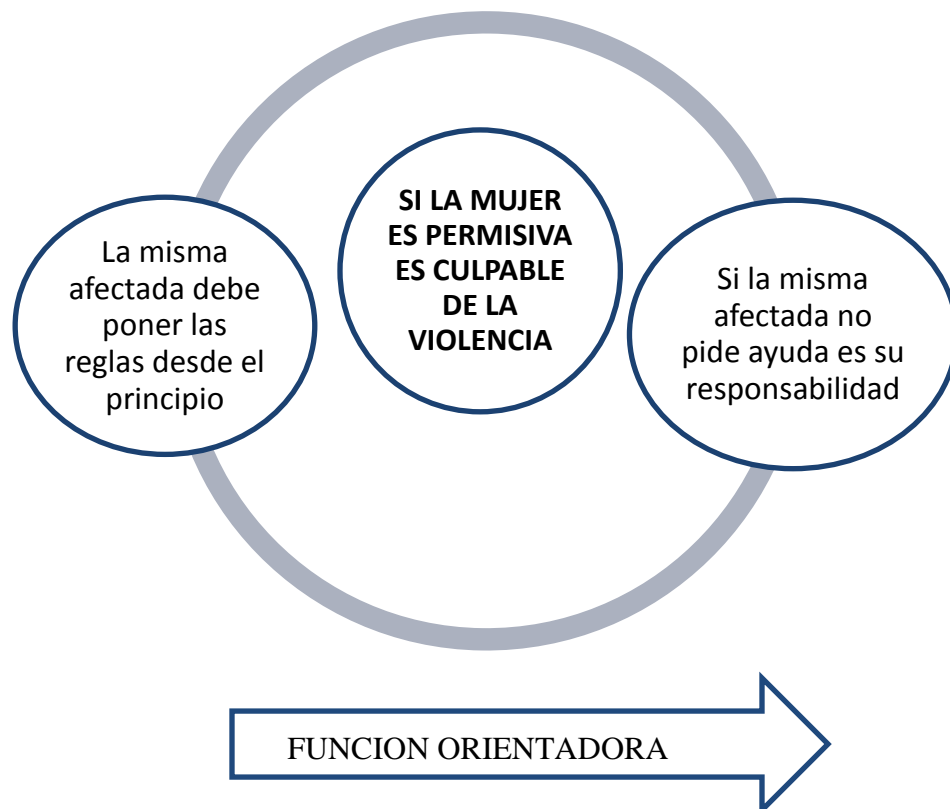 La misma
afectada debe
poner las
reglas desde el
principio
SI LA MUJER
ES PERMISIVA
ES CULPABLE
DE LA
VIOLENCIA
Si la misma
afectada no
pide ayuda es su
responsabilidad
FUNCION ORIENTADORA